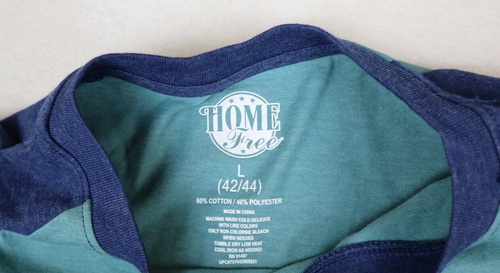 HOME
Free
L
(42/44)
60% COTTON / 40% POLYESTER
MADE IN CHINA
MACHINE WASH COLD DELICATE
WITH LIKE COLORS
ONLY NON-CHLORINE BLEACH
WHEN NEEDED
TUMBLE DRY LOW HEAT
COOL IRON AS NEEDED